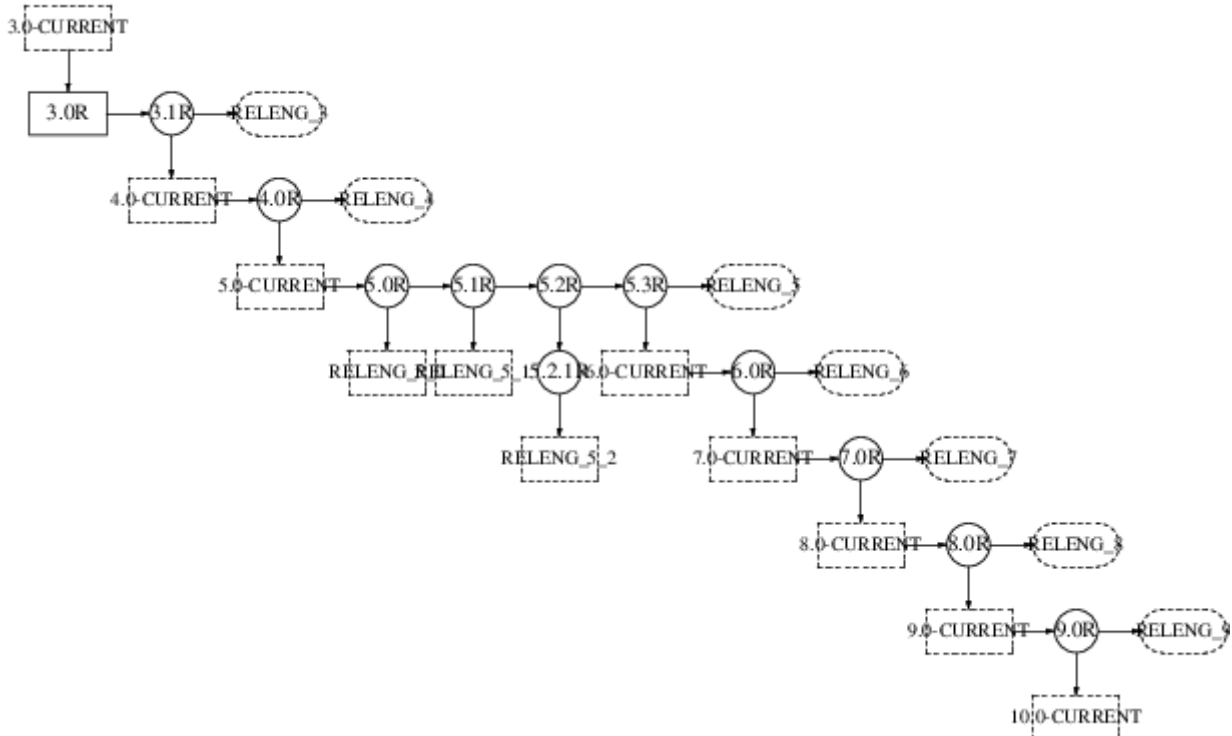 3.0-CURRENT
3.0R
3.1R
RELENG_3
4.0-CURRENT
4.0R
RELENG_4
5.0-CURRENT
5.0R
5.1R
5.2R
5.3R
RELENG_5
RELENG_5_1
5.2.1R
6.0-CURRENT
6.0R
RELENG_6
RELENG_5_2
7.0-CURRENT
7.0R
RELENG_7
8.0-CURRENT
8.0R
RELENG_8
9.0-CURRENT
9.0R
RELENG_9
10.0-CURRENT